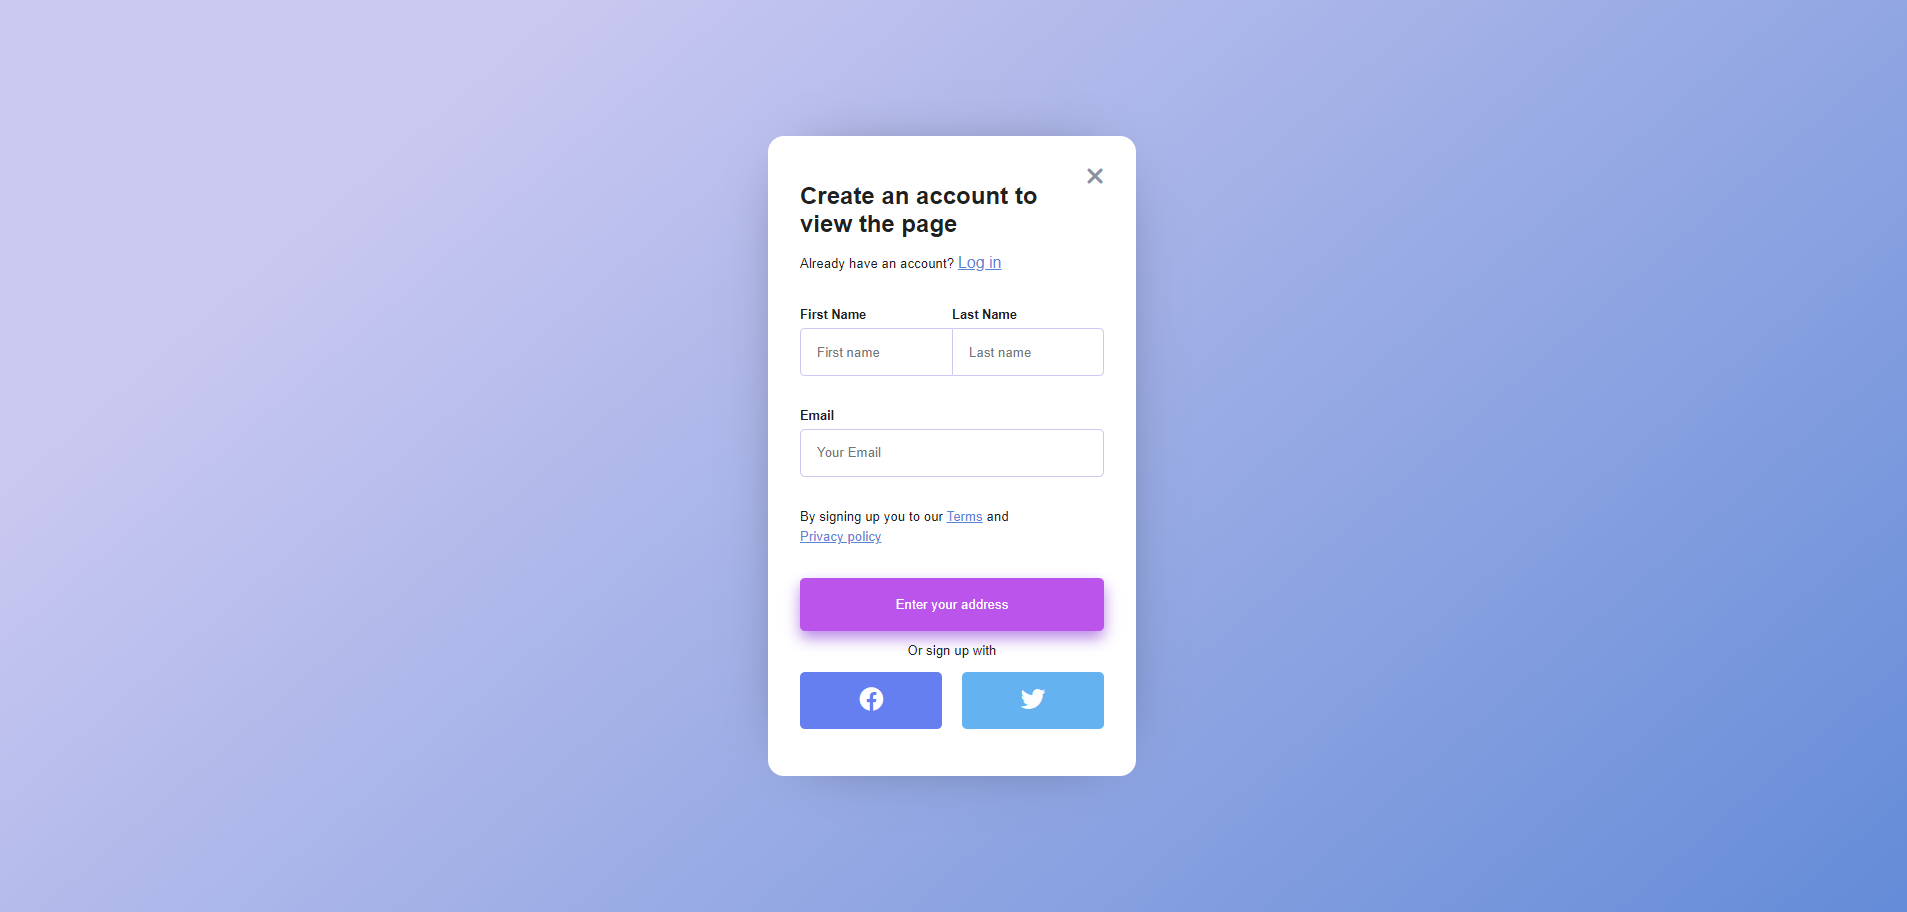 Create an account to
view the page
Already have an account? Log in
First Name Last Name
First name Last name
Email
Your Email
By signing up you to our Terms and
Privacy policy
Enter your address
Or sign up with